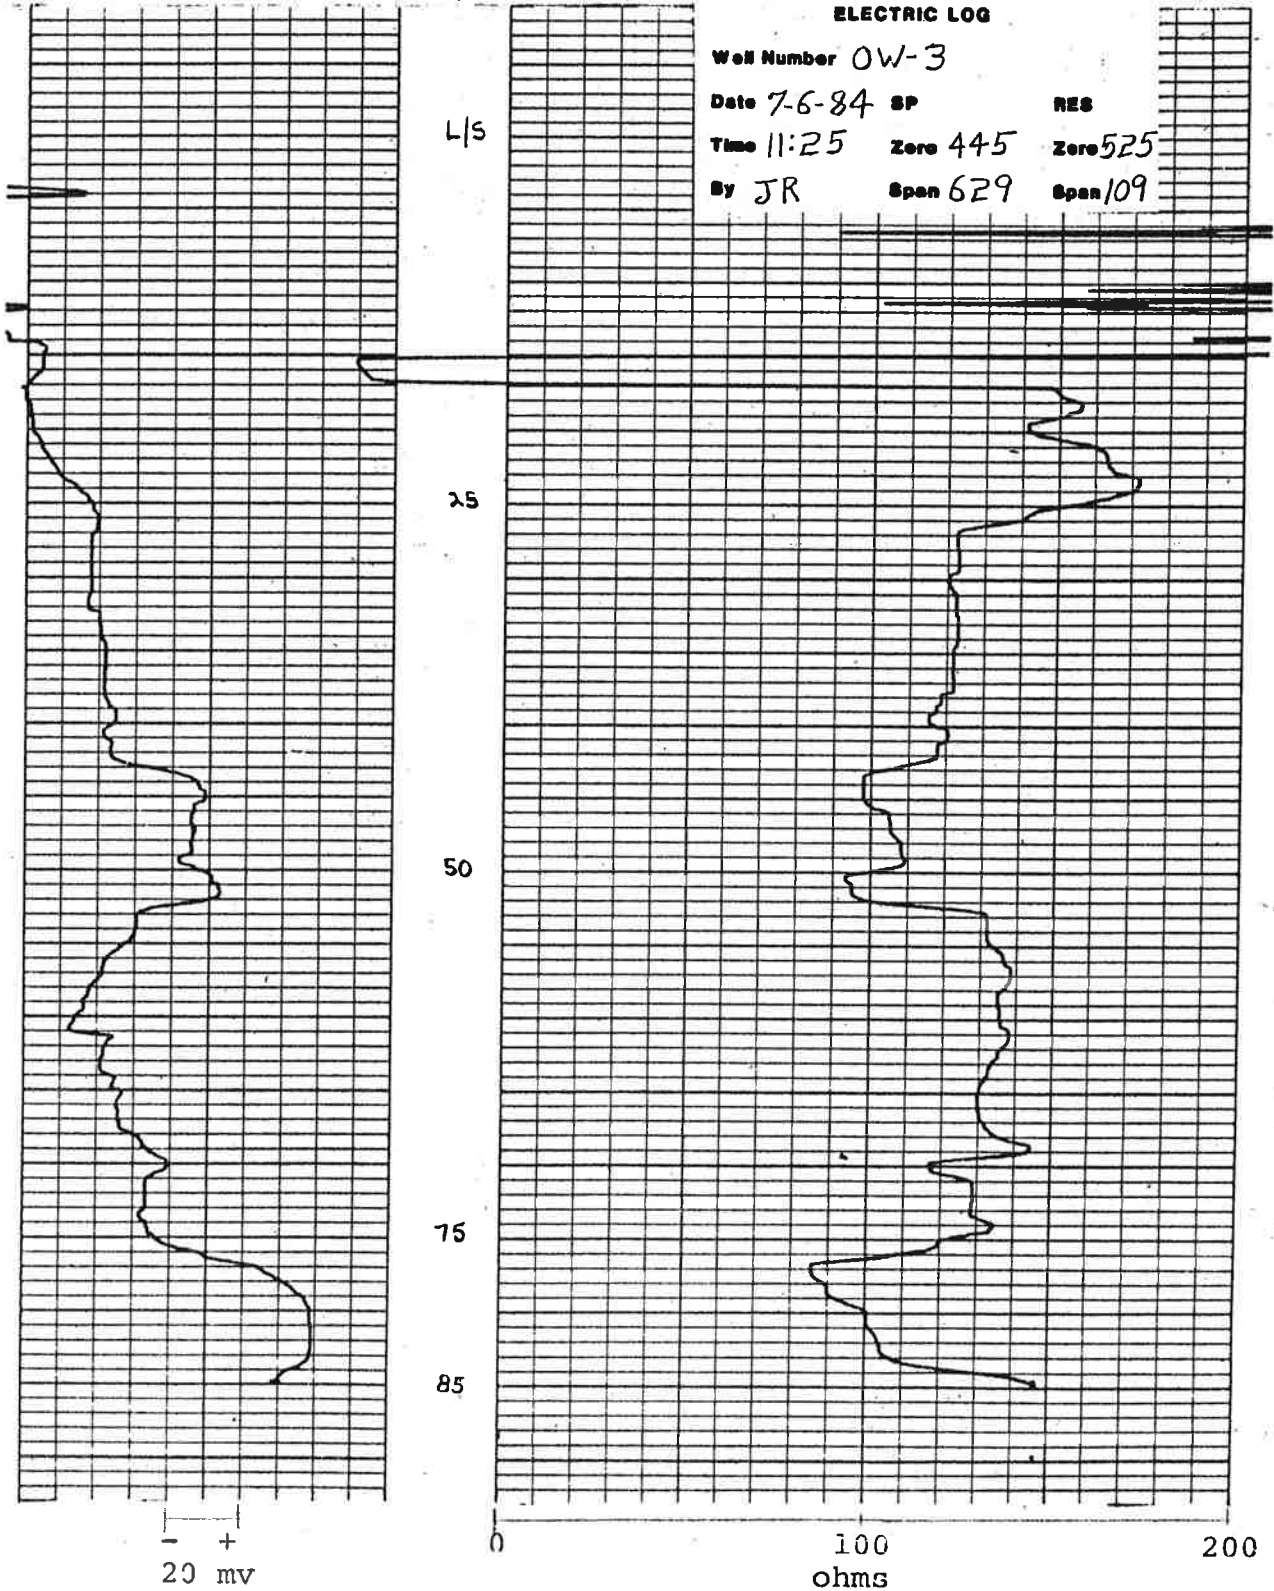 ELECTRIC LOG
Well Number OW-3
Date 7-6-84 SP RES
Time 11:25 Zero 445 Zero 525
By JR Span 629 Span 109
L/S
25
50
75
85
- +
20 mv
0 100 200
ohms